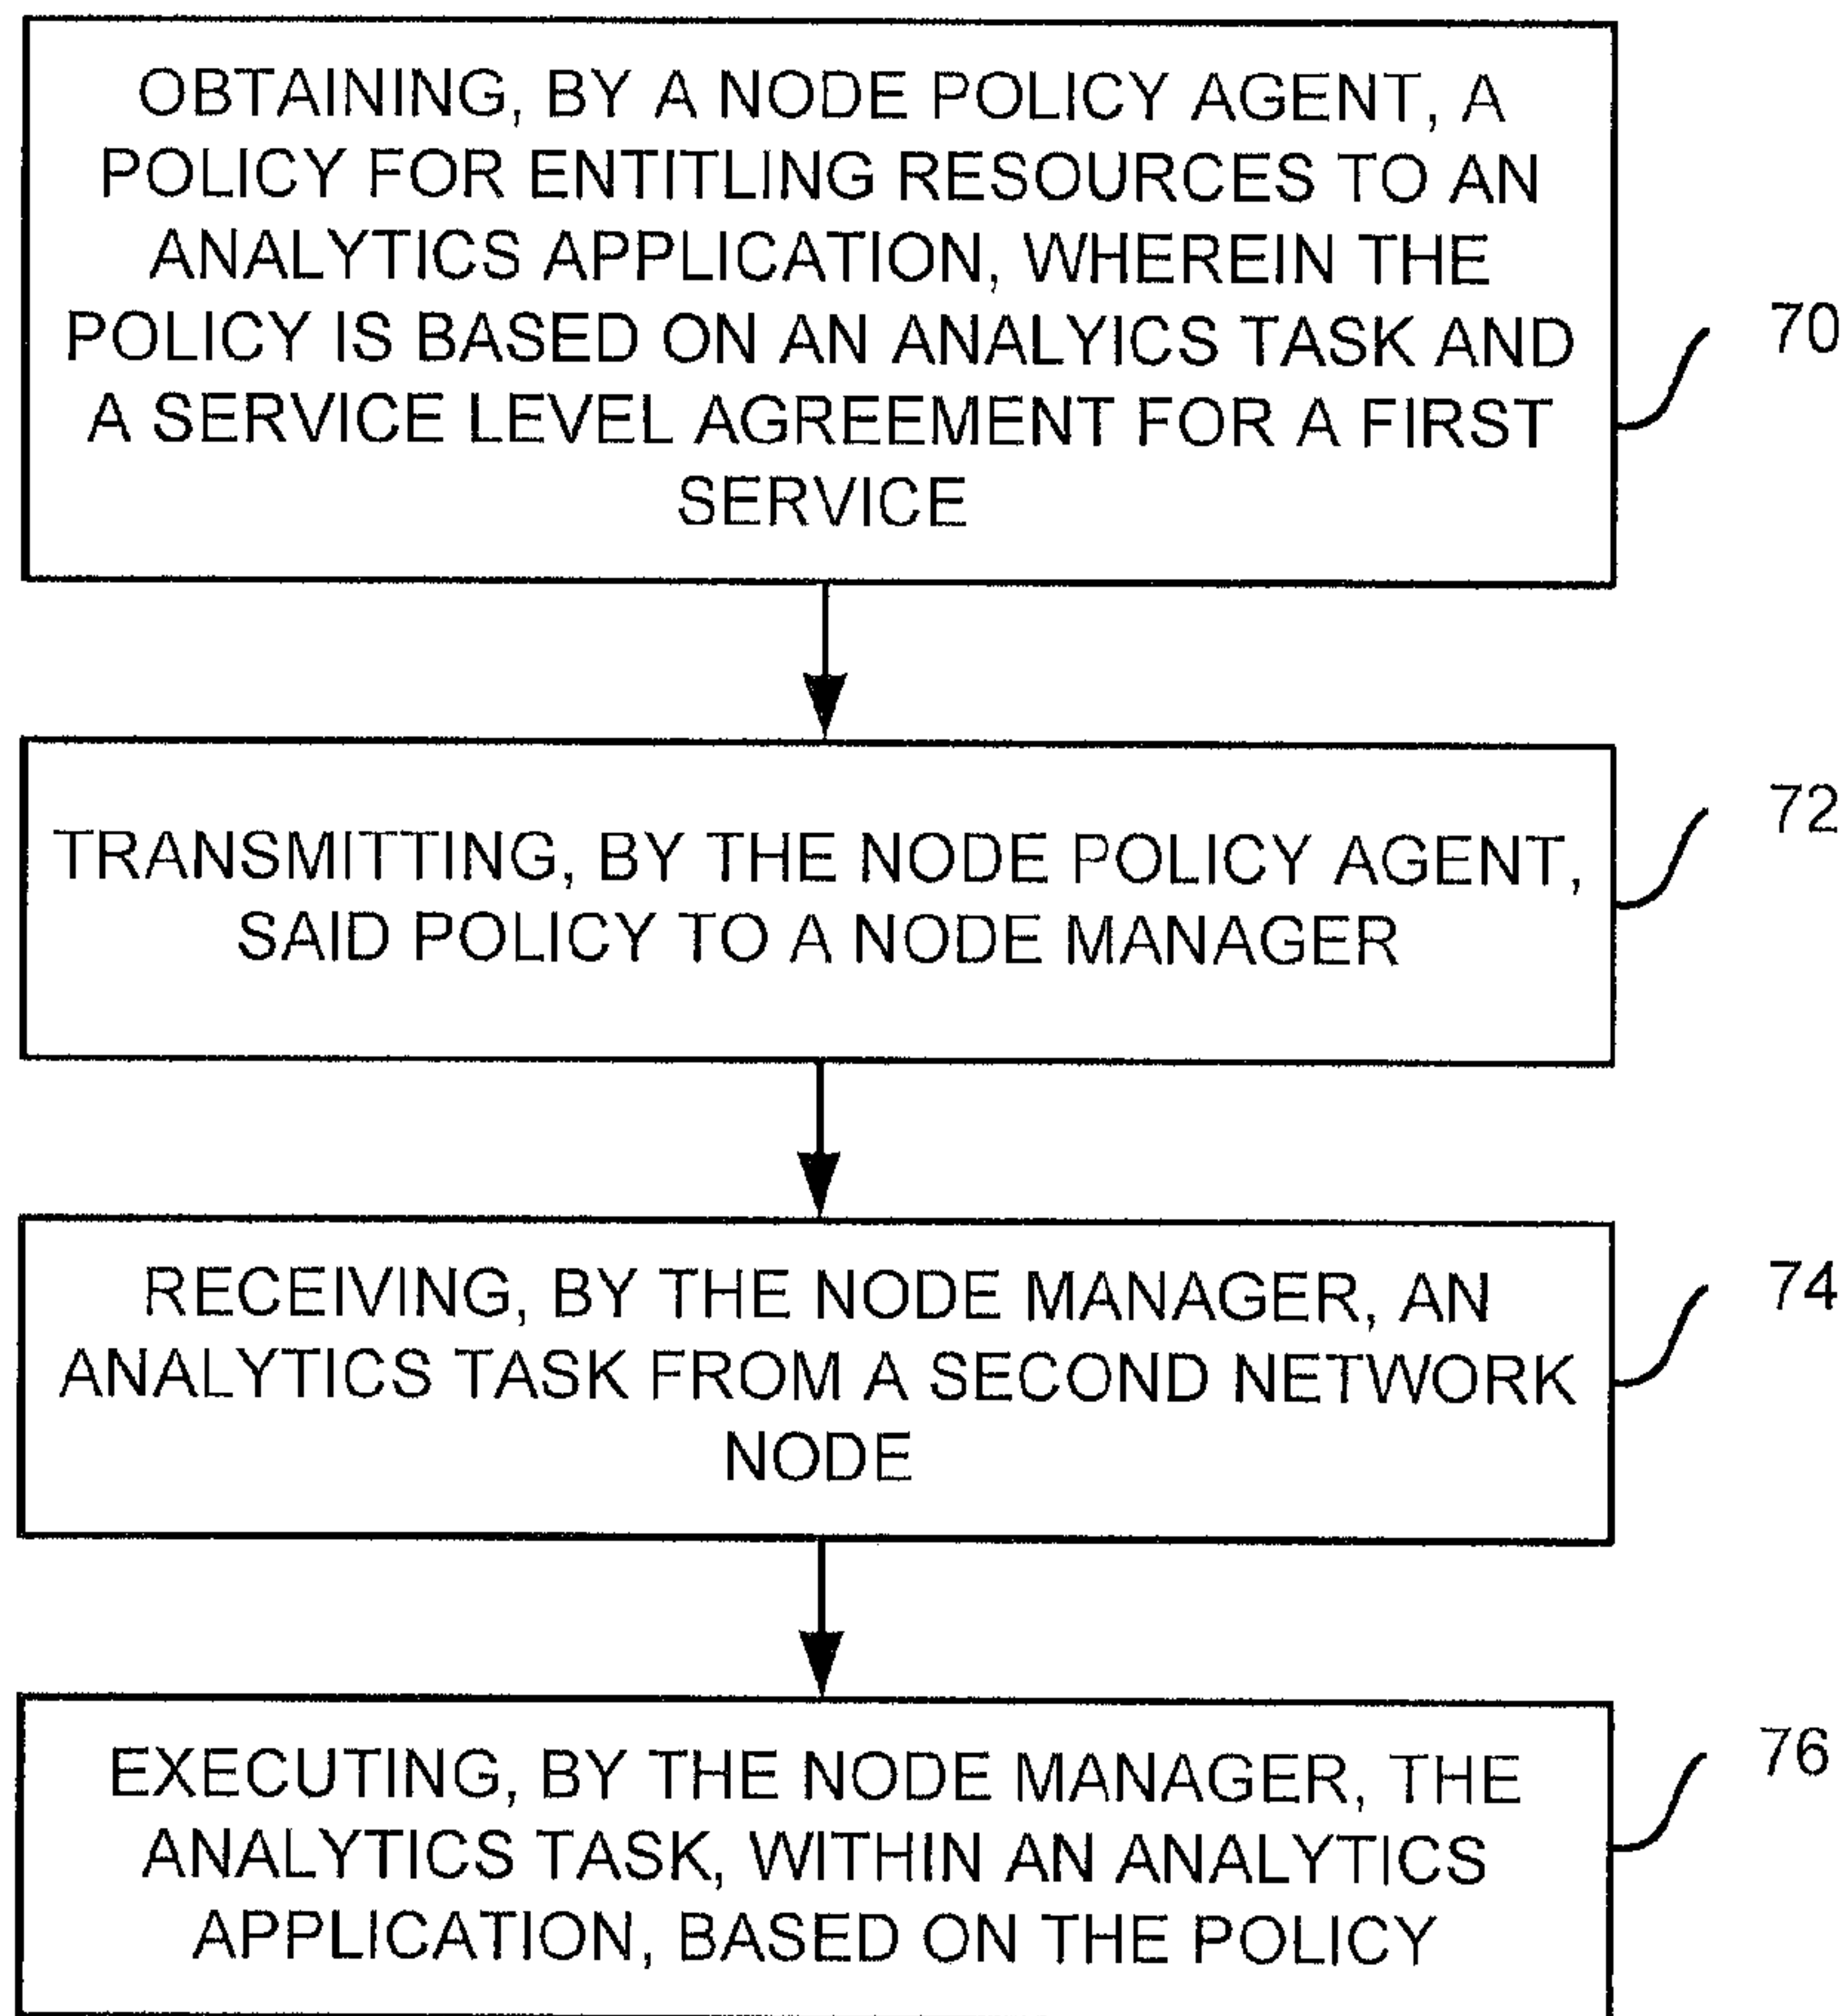 OBTAINING, BY A NODE POLICY AGENT, A
POLICY FOR ENTITLING RESOURCES TO AN
ANALYTICS APPLICATION, WHEREIN THE
POLICY IS BASED ON AN ANALYICS TASK AND
A SERVICE LEVEL AGREEMENT FOR A FIRST
SERVICE
70
TRANSMITTING, BY THE NODE POLICY AGENT,
SAID POLICY TO A NODE MANAGER
72
RECEIVING, BY THE NODE MANAGER, AN
ANALYTICS TASK FROM A SECOND NETWORK
NODE
74
EXECUTING, BY THE NODE MANAGER, THE
ANALYTICS TASK, WITHIN AN ANALYTICS
APPLICATION, BASED ON THE POLICY
76